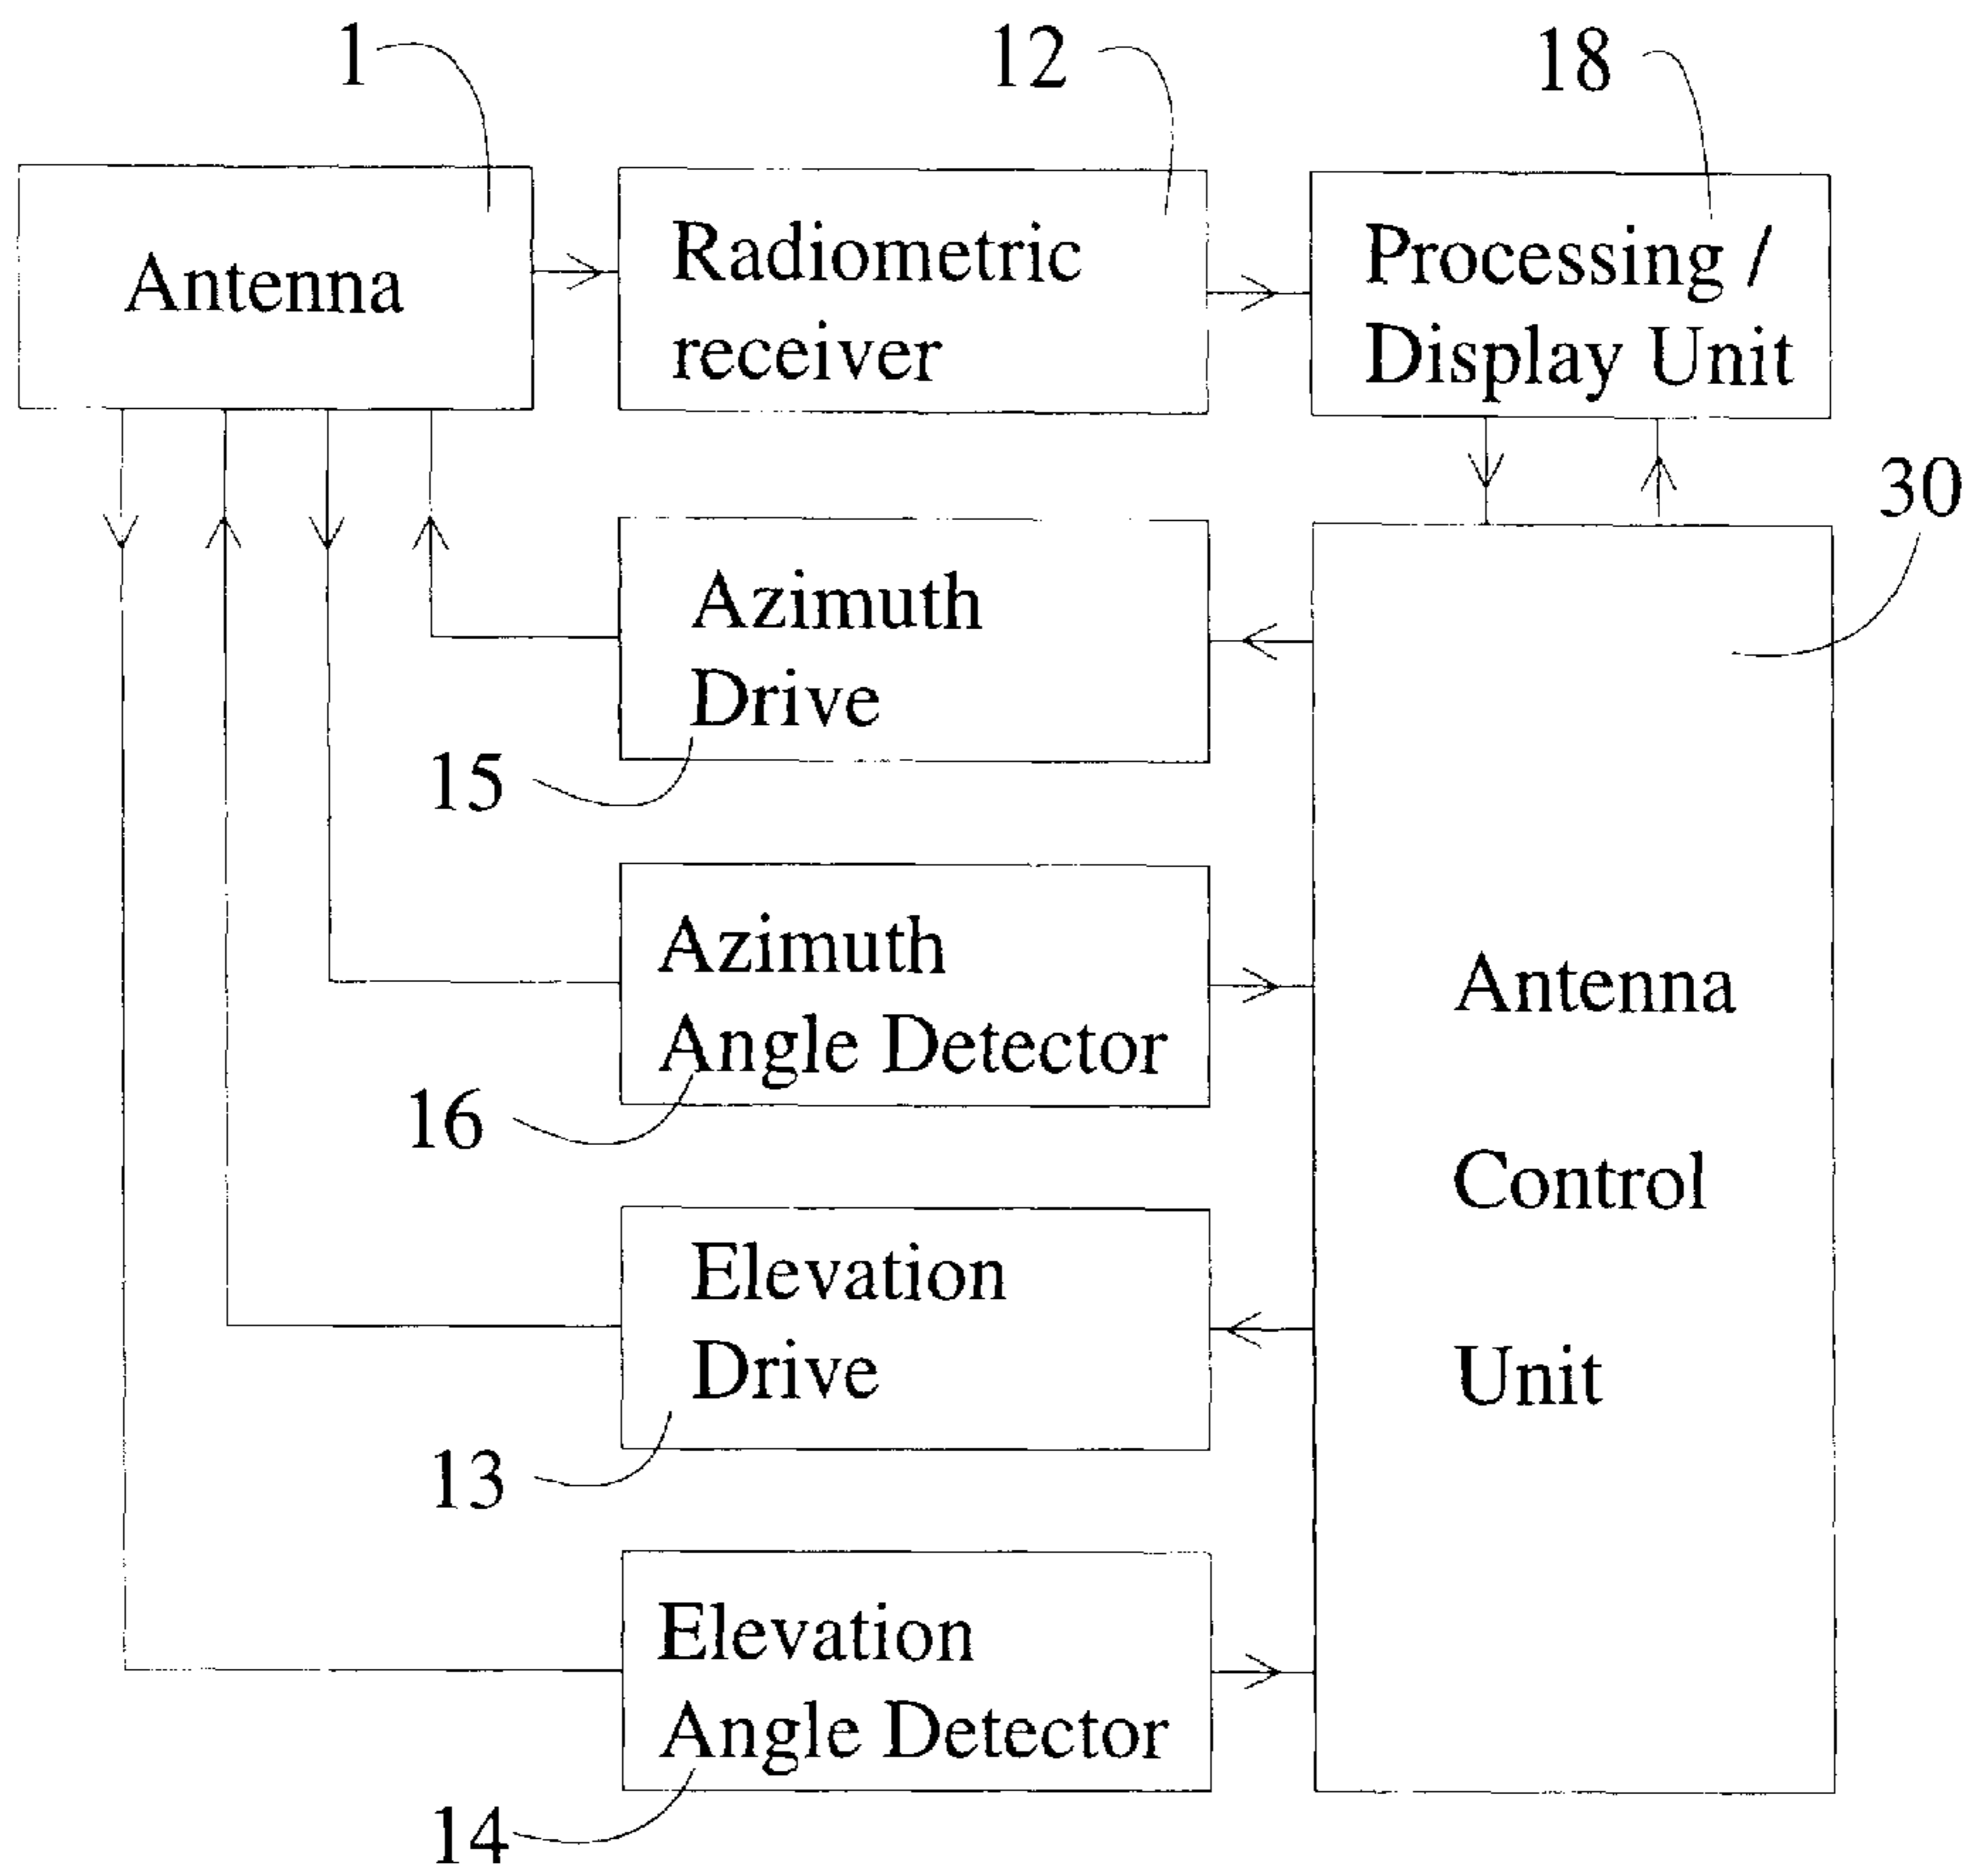 1
12
18
Antenna
Radiometric
receiver
Processing /
Display Unit
30
Azimuth
Drive
15
Azimuth
Angle Detector
16
Antenna
Control
Unit
Elevation
Drive
13
Elevation
Angle Detector
14